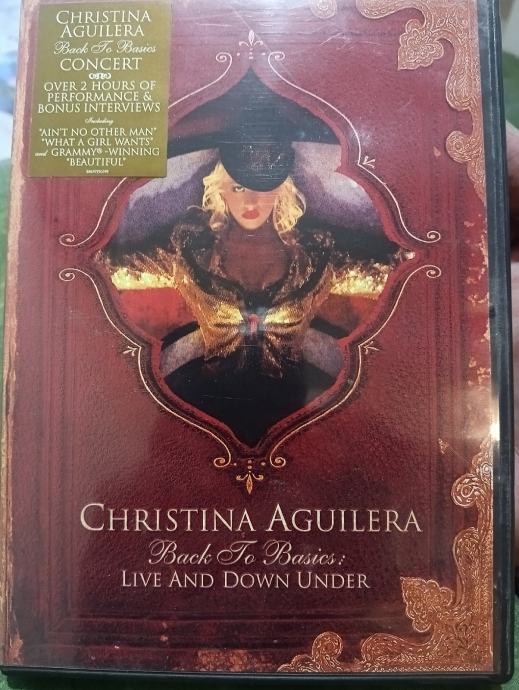 CHRISTINA
AGUILERA
Back To Basics
CONCERT
OVER 2 HOURS OF
PERFORMANCE &
BONUS INTERVIEWS
Including
"AIN'T NO OTHER MAN"
"WHAT A GIRL WANTS"
and GRAMMY®-WINNING
"BEAUTIFUL"
CHRISTINA AGUILERA
Back To Basics:
LIVE AND DOWN UNDER